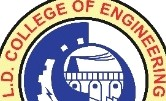 L.D. COLLEGE OF ENGINEERING